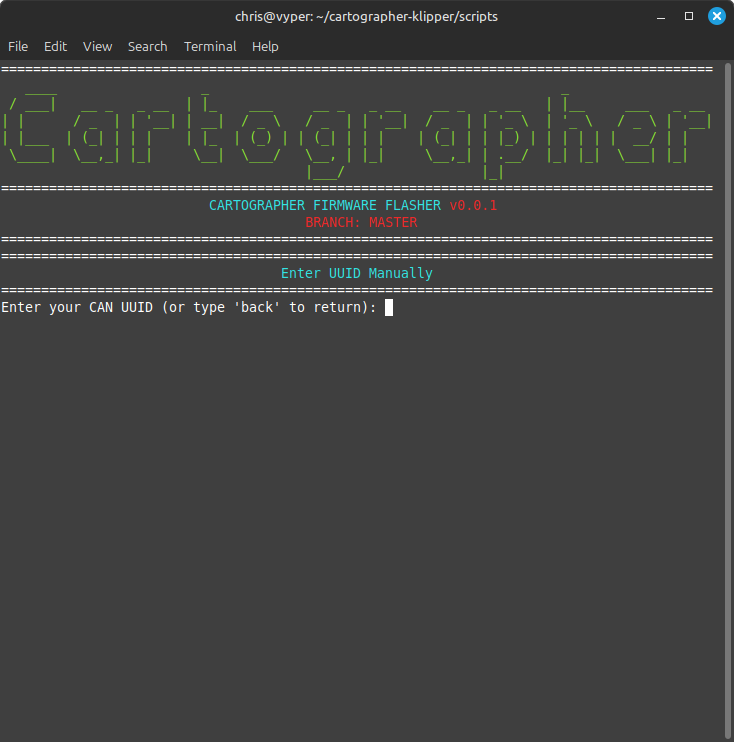 chris@vyper: ~/cartographer-klipper/scripts
File Edit View Search Terminal Help
=========================================================================================
Cartographer
=========================================================================================
CARTOGRAPHER FIRMWARE FLASHER v0.0.1
BRANCH: MASTER
=========================================================================================
=========================================================================================
Enter UUID Manually
=========================================================================================
Enter your CAN UUID (or type 'back' to return):